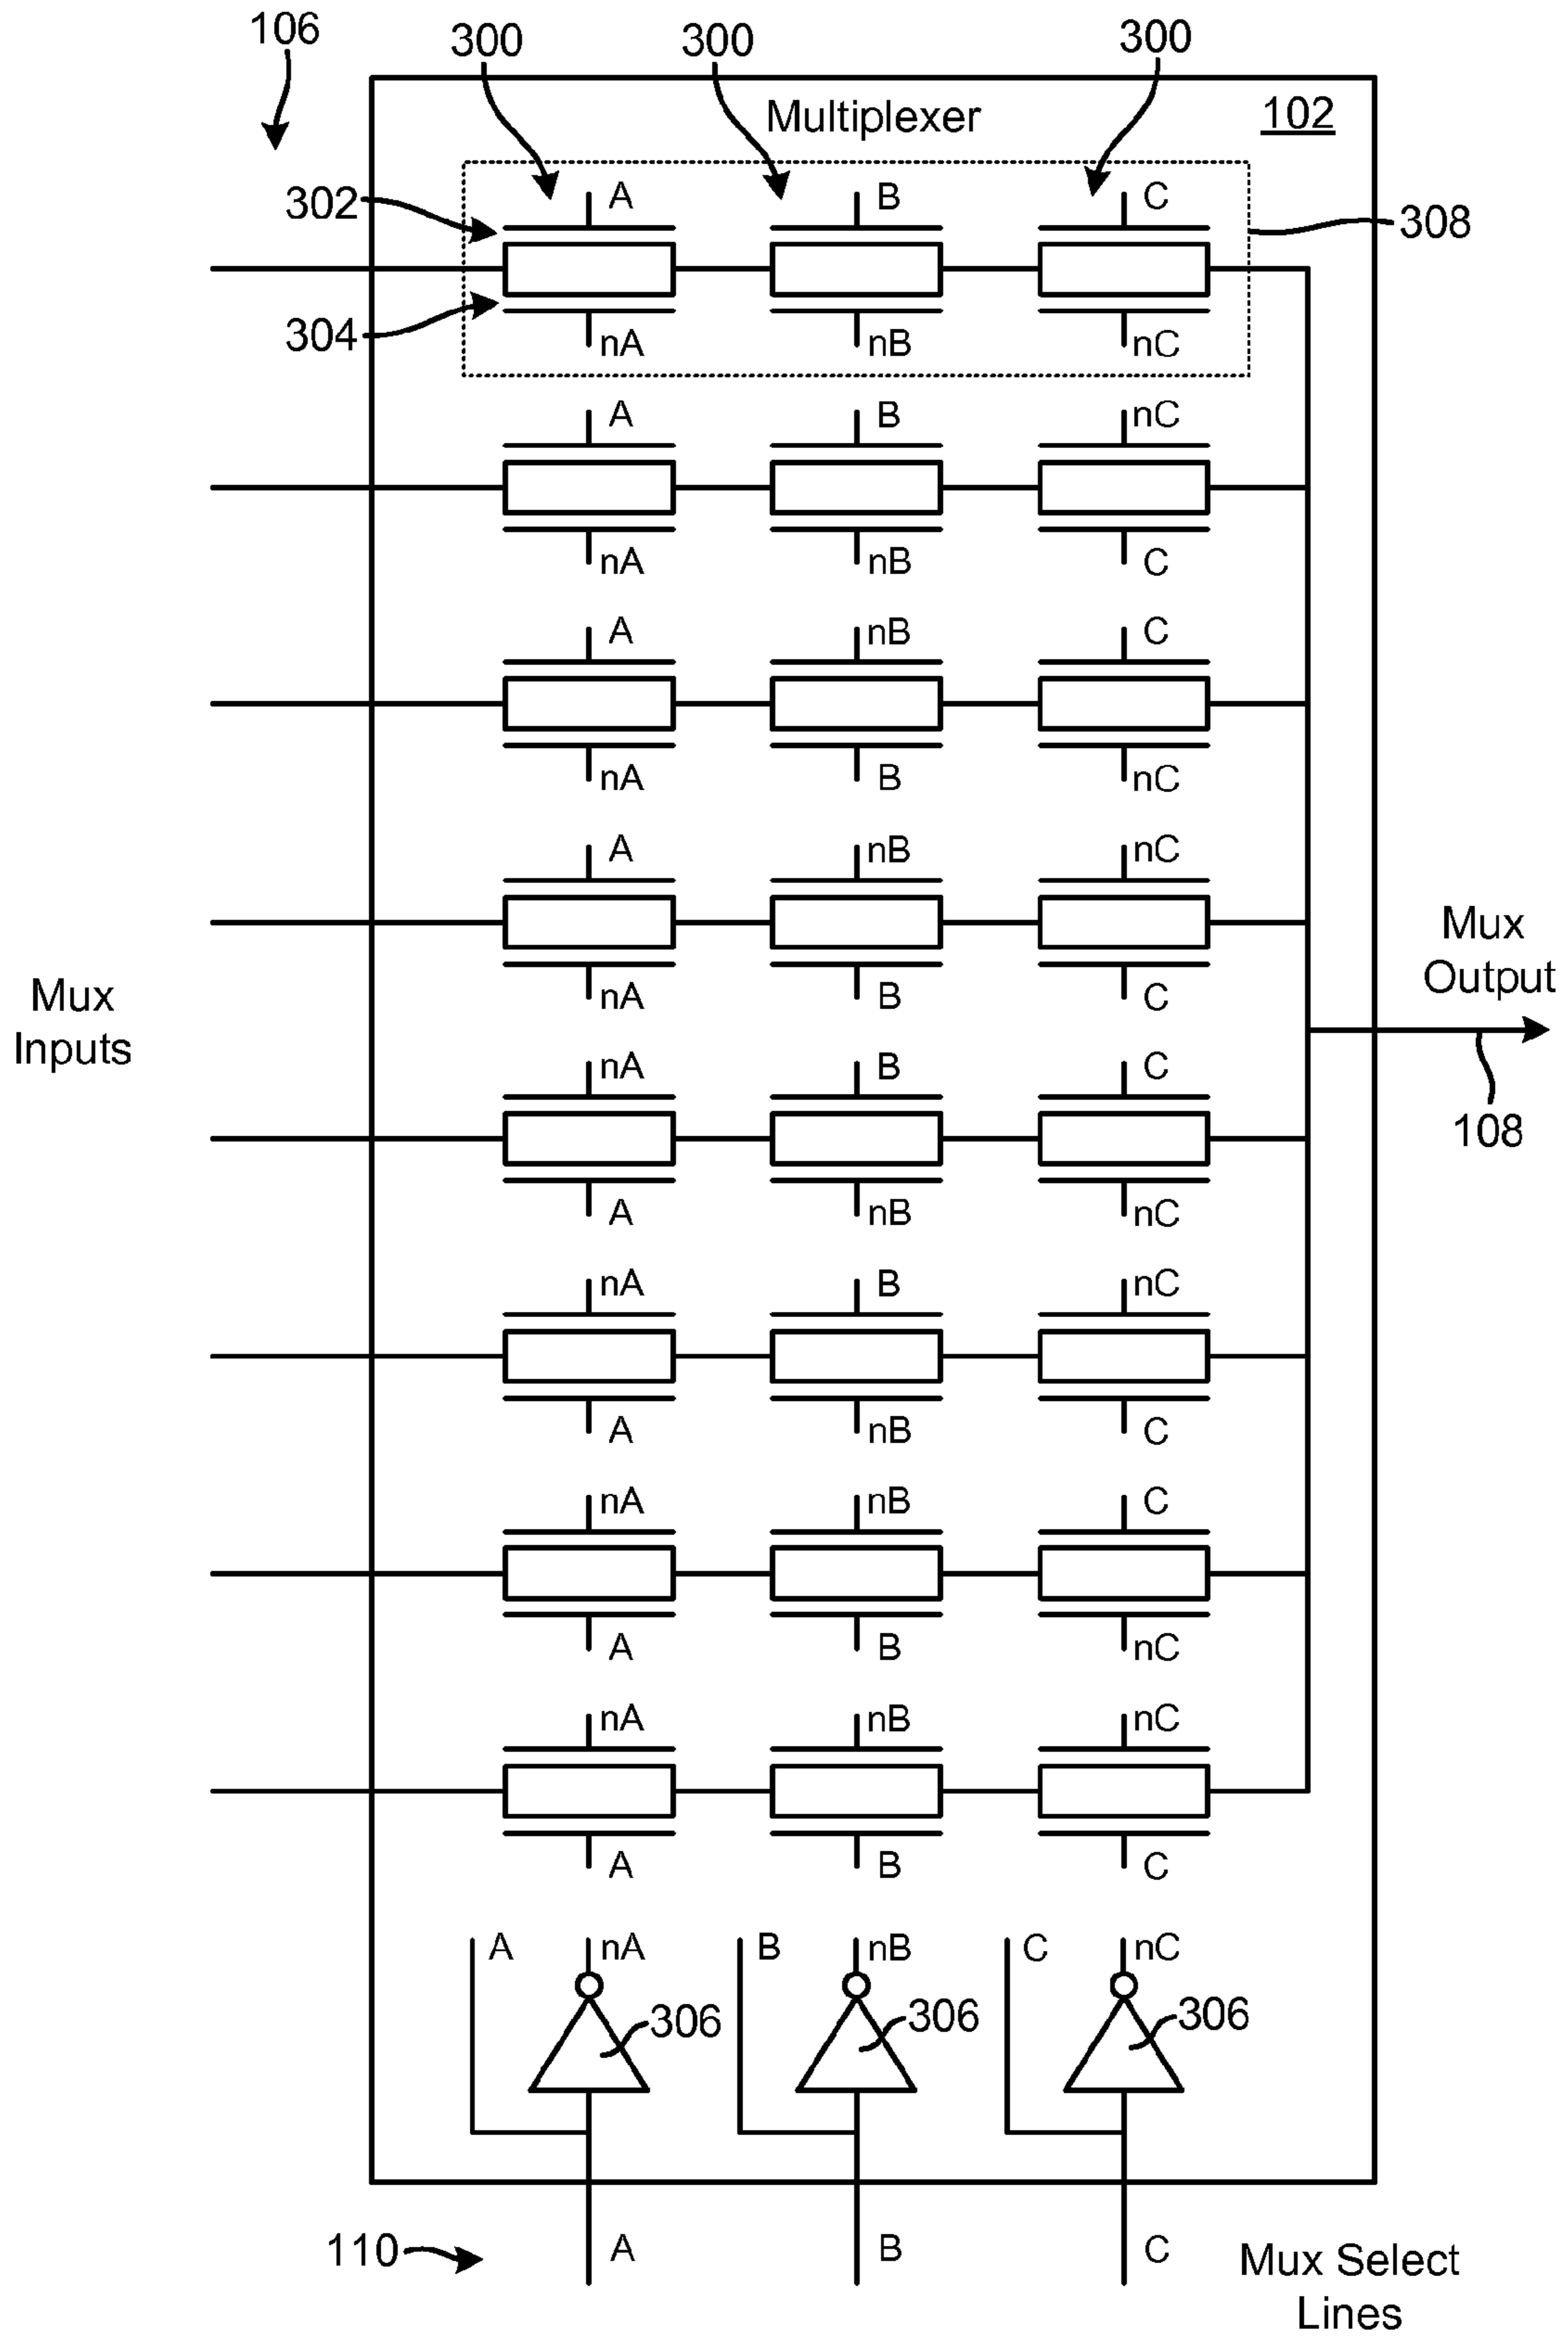 106
300
300
300
Multiplexer
102
302
A
B
C
308
304
nA
nB
nC
A
B
nC
nA
nB
C
A
nB
C
nA
B
nC
A
nB
nC
Mux
Output
nA
B
C
Mux
Inputs
nA
B
C
108
A
nB
nC
nA
B
nC
A
nB
C
nA
nB
C
A
B
nC
nA
nB
nC
A
B
C
A
nA
B
nB
C
nC
306
306
306
110
A
B
C
Mux Select
Lines